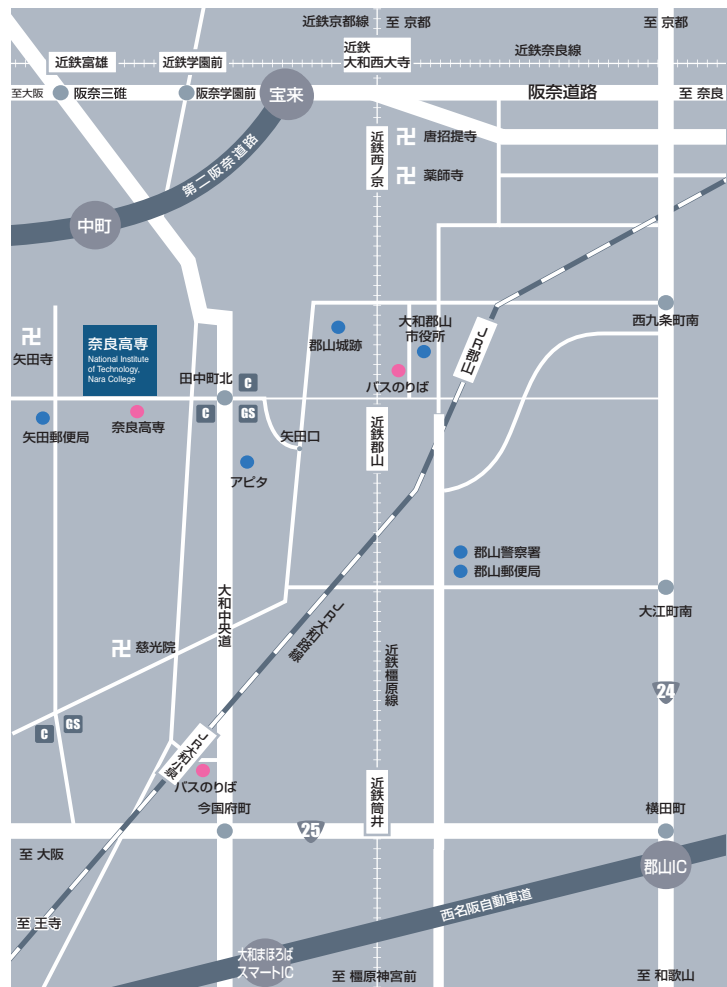 近鉄京都線
至 京都
至 京都
近鉄富雄
近鉄学園前
近鉄
大和西大寺
近鉄奈良線
至大阪
阪奈三碓
阪奈学園前
宝来
阪奈道路
至 奈良
近鉄西ノ京
唐招提寺
薬師寺
第二阪奈道路
中町
西九条町南
大和郡山
市役所
郡山城跡
JR郡山
バスのりば
矢田寺
奈良高専
National Institute
of Technology,
Nara College
田中町北
C
C
GS
矢田郵便局
奈良高専
矢田口
近鉄郡山
アピタ
郡山警察署
郡山郵便局
大江町南
大和中央道
JR大和路線
慈光院
近鉄橿原線
24
C
GS
JR大和小泉
バスのりば
近鉄筒井
今国府町
25
横田町
至 大阪
郡山IC
至 王寺
西名阪自動車道
大和まほろば
スマートIC
至 橿原神宮前
至 和歌山